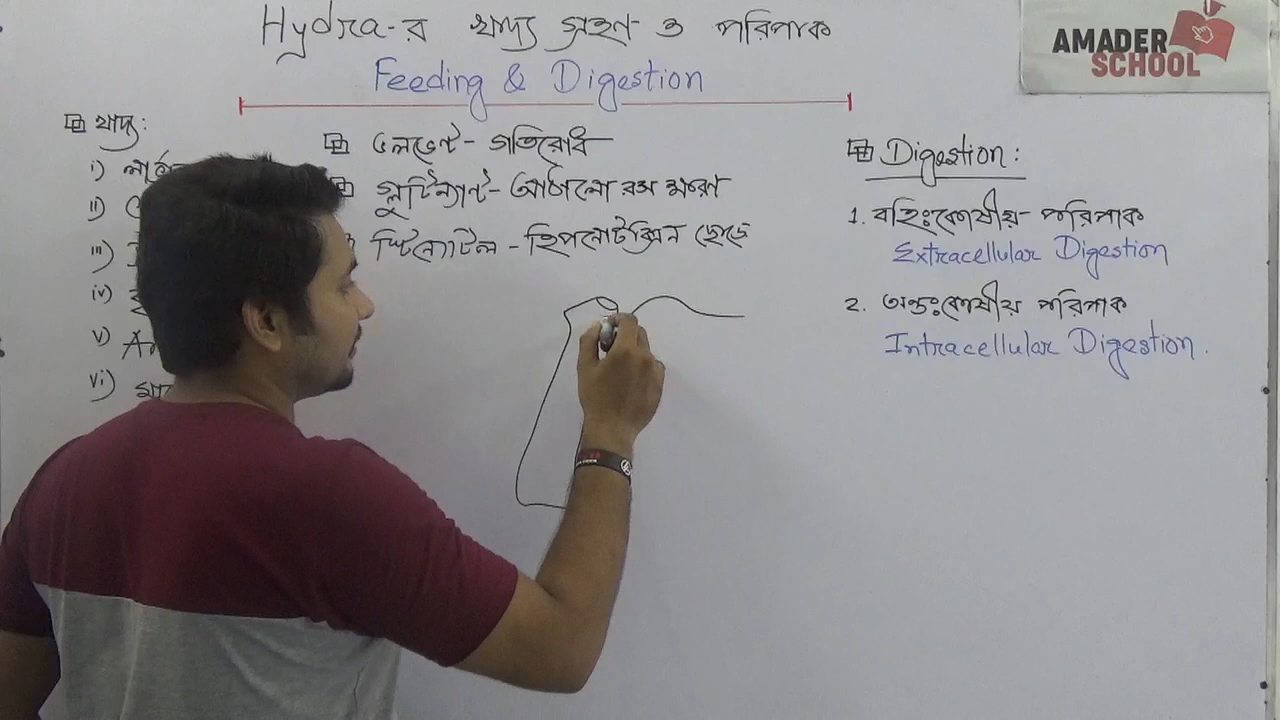 Hydra-র খাদ্য গ্রহণ ও পরিপাক
Feeding & Digestion
AMADER
SCHOOL
খাদ্য:
i)
ii)
iii)
iv)
v)
vi)
ভলভেন্ট - গতিরোধ
গ্লুটিন্যান্ট - আঠালো রস ক্ষরণ
স্টিনোটিল - হিপনোটক্সিন ছেড়ে
Digestion:
1. বহিঃকোষীয়- পরিপাক
Extracellular Digestion
2. অন্তঃকোষীয় পরিপাক
Intracellular Digestion.